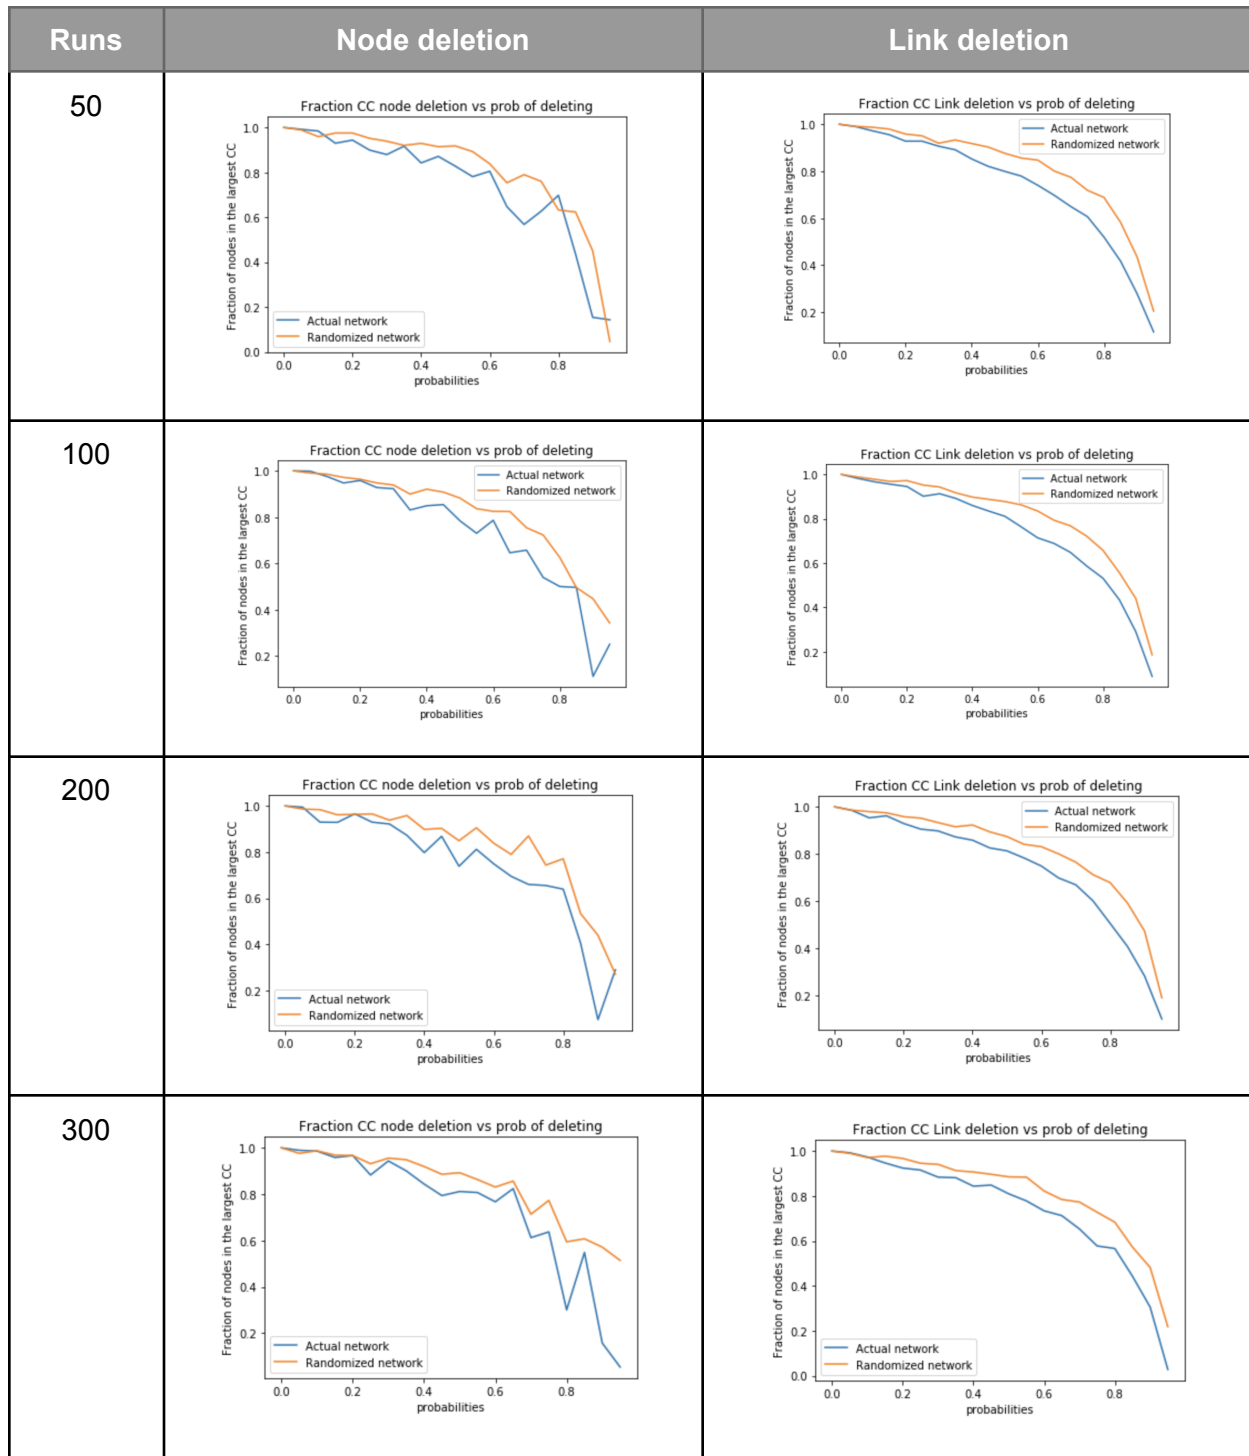 Runs
Node deletion
Link deletion
50
Fraction CC node deletion vs prob of deleting
Fraction of nodes in the largest CC
1.0
0.8
0.6
0.4
0.2
0.0
Actual network
Randomized network
0.0 0.2 0.4 0.6 0.8
probabilities
Fraction CC Link deletion vs prob of deleting
Fraction of nodes in the largest CC
1.0
0.8
0.6
0.4
0.2
Actual network
Randomized network
0.0 0.2 0.4 0.6 0.8
probabilities
100
Fraction CC node deletion vs prob of deleting
Fraction of nodes in the largest CC
1.0
0.8
0.6
0.4
0.2
Actual network
Randomized network
0.0 0.2 0.4 0.6 0.8
probabilities
Fraction CC Link deletion vs prob of deleting
Fraction of nodes in the largest CC
1.0
0.8
0.6
0.4
0.2
Actual network
Randomized network
0.0 0.2 0.4 0.6 0.8
probabilities
200
Fraction CC node deletion vs prob of deleting
Fraction of nodes in the largest CC
1.0
0.8
0.6
0.4
0.2
Actual network
Randomized network
0.0 0.2 0.4 0.6 0.8
probabilities
Fraction CC Link deletion vs prob of deleting
Fraction of nodes in the largest CC
1.0
0.8
0.6
0.4
0.2
Actual network
Randomized network
0.0 0.2 0.4 0.6 0.8
probabilities
300
Fraction CC node deletion vs prob of deleting
Fraction of nodes in the largest CC
1.0
0.8
0.6
0.4
0.2
Actual network
Randomized network
0.0 0.2 0.4 0.6 0.8
probabilities
Fraction CC Link deletion vs prob of deleting
Fraction of nodes in the largest CC
1.0
0.8
0.6
0.4
0.2
0.0
Actual network
Randomized network
0.0 0.2 0.4 0.6 0.8
probabilities